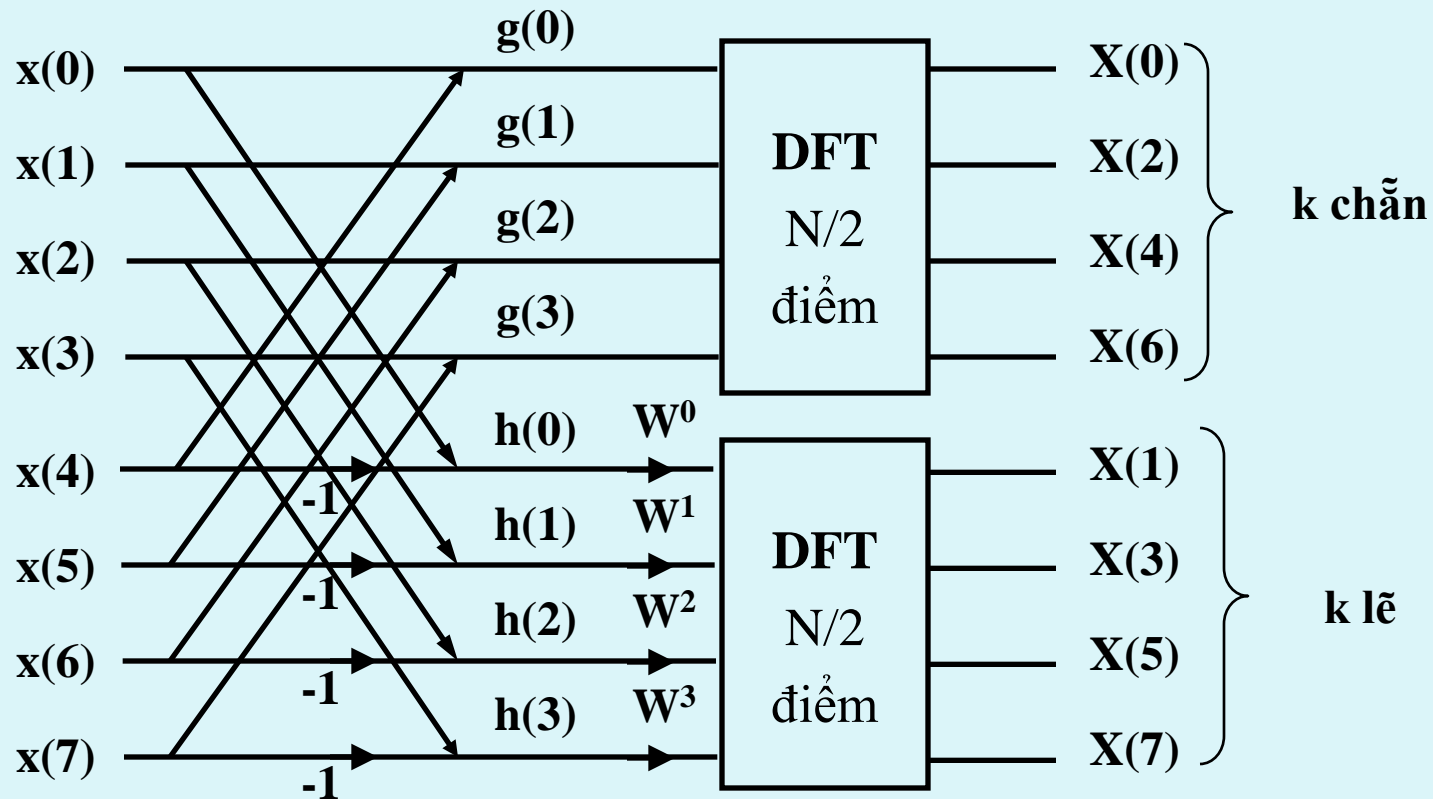 g(0)
x(0)
X(0)
g(1)
x(1)
DFT
X(2)
g(2)
N/2
k chẵn
x(2)
X(4)
g(3)
điểm
x(3)
X(6)
h(0) W⁰
x(4)
X(1)
-1
h(1) W¹
x(5)
DFT
X(3)
-1
h(2) W²
N/2
k lẽ
x(6)
X(5)
-1
h(3) W³
điểm
x(7)
X(7)
-1